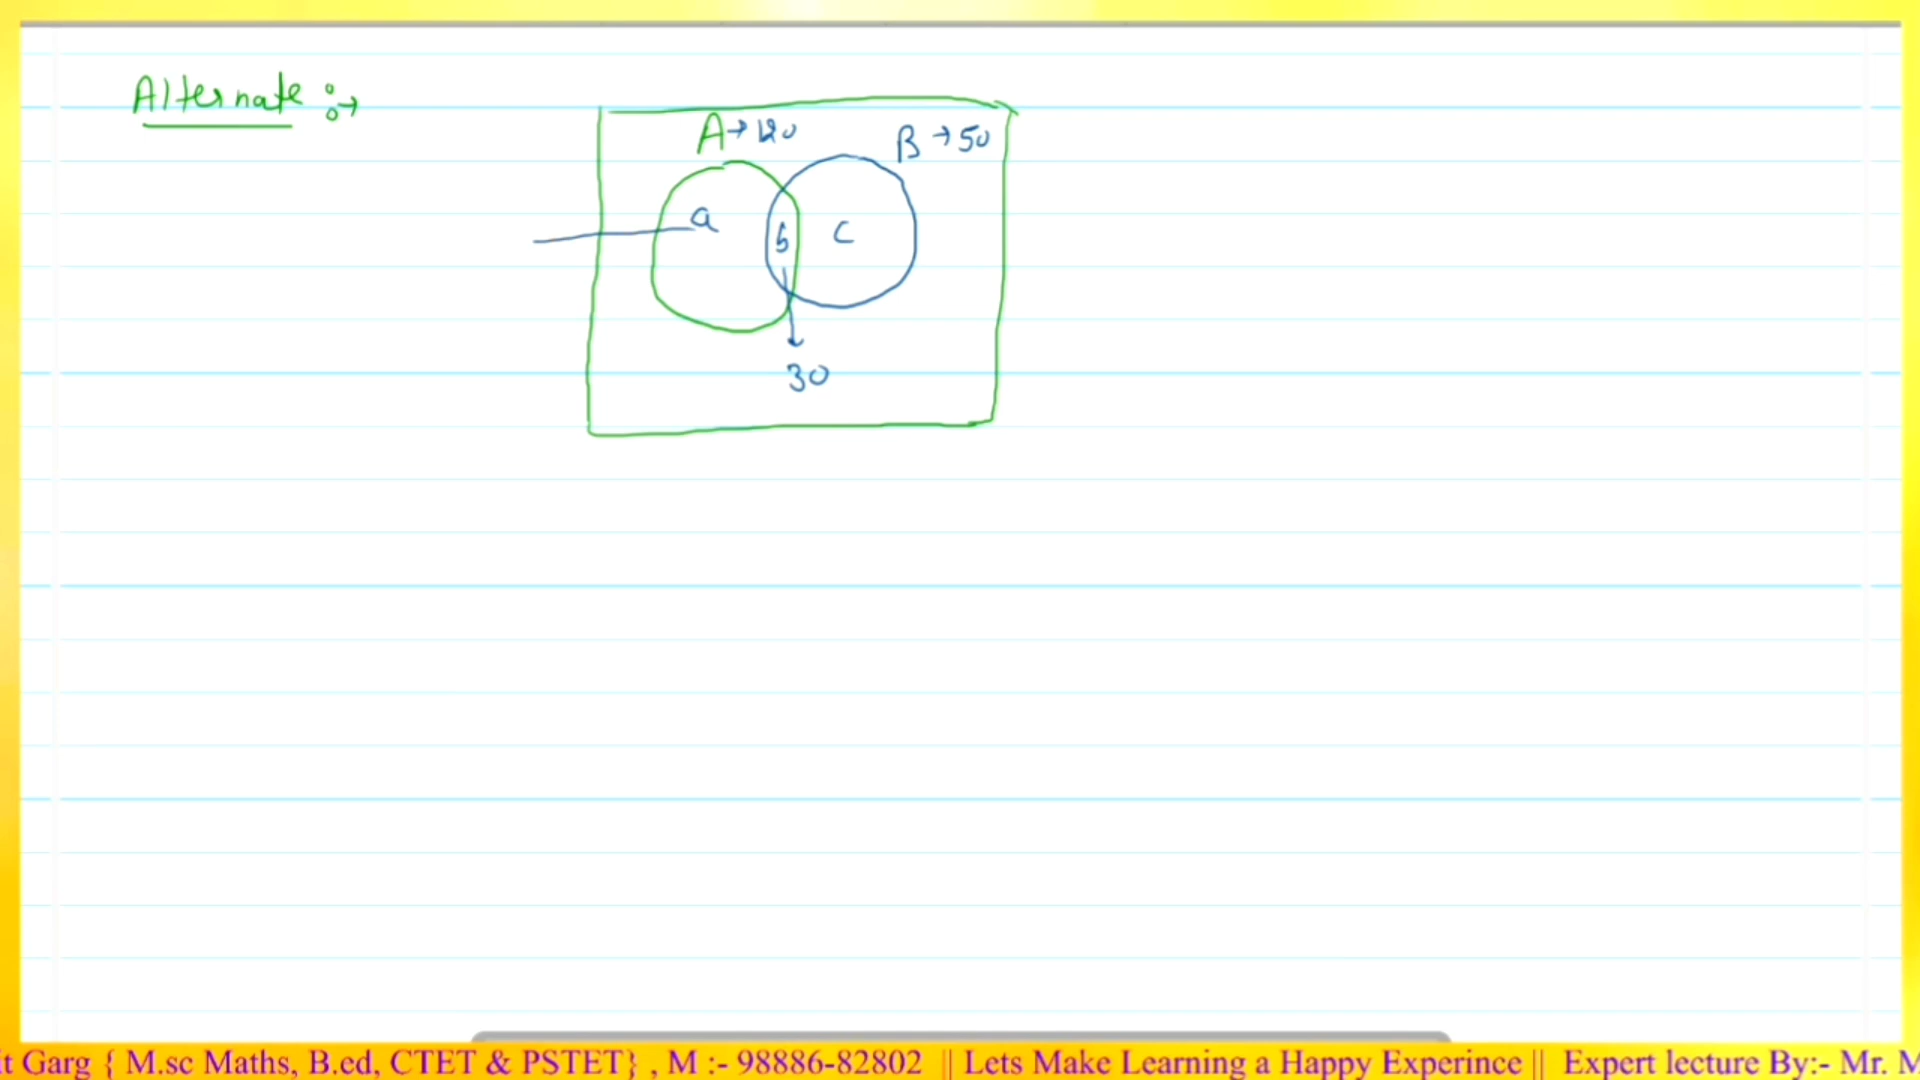 Alternate :→
A → 120
B → 50
a
b
c
30
it Garg { M.sc Maths, B.ed, CTET & PSTET} , M :- 98886-82802 || Lets Make Learning a Happy Experince || Expert lecture By:- Mr. M